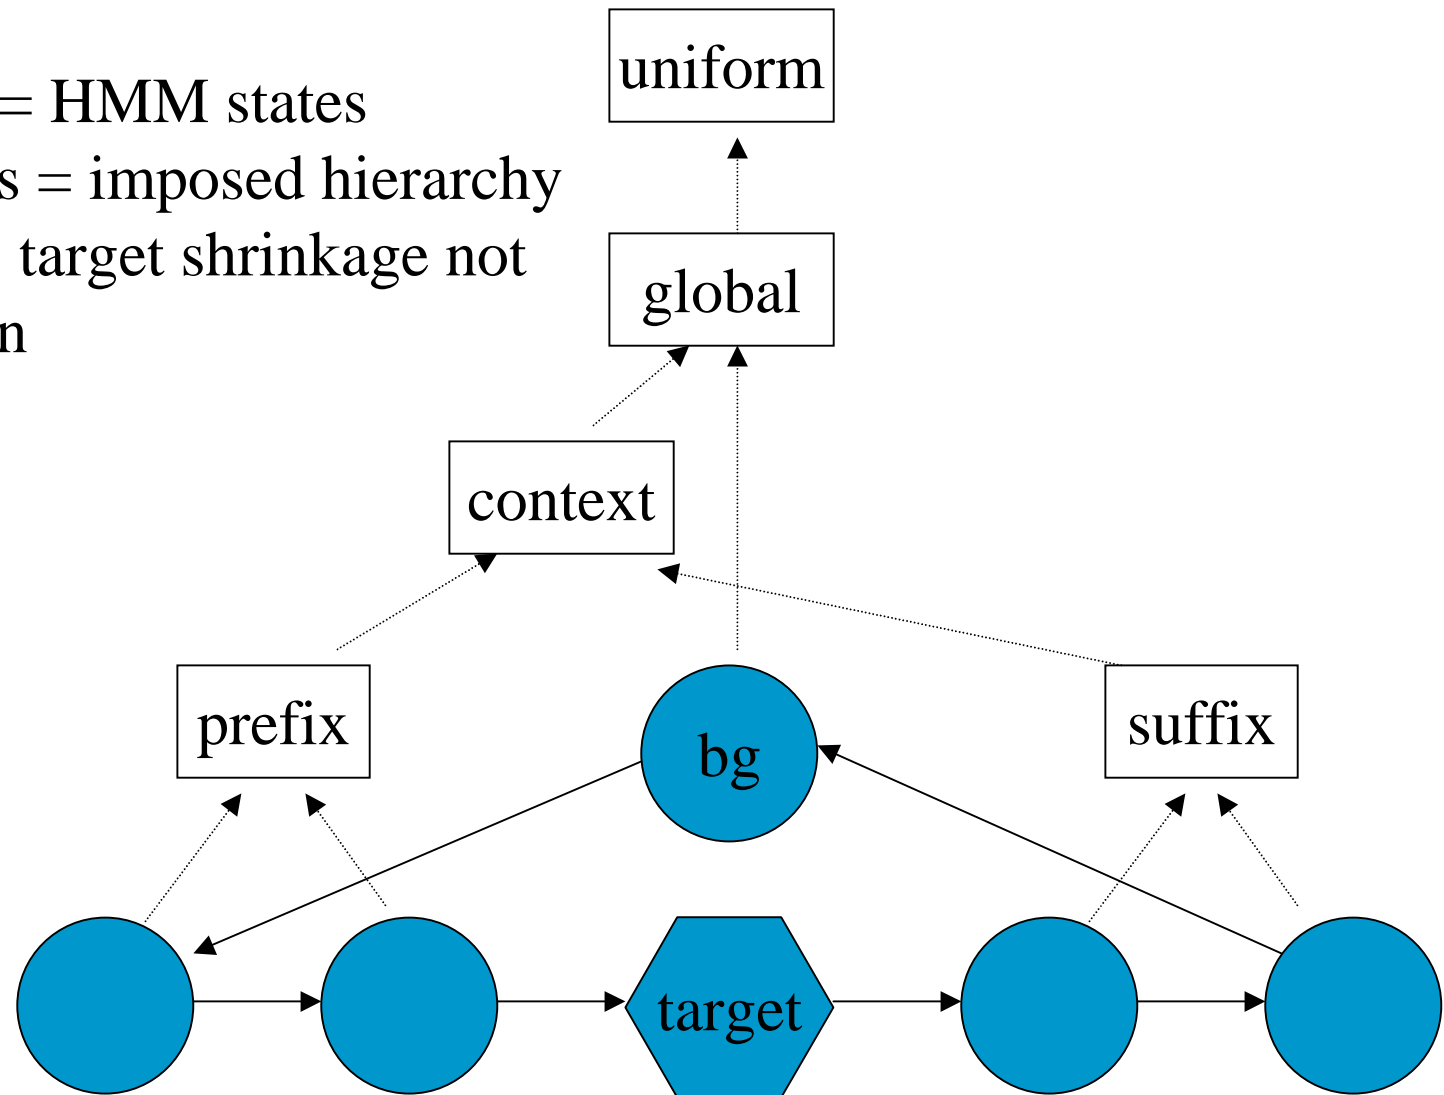 uniform
= HMM states
s = imposed hierarchy
target shrinkage not
n
global
context
prefix
bg
suffix
target